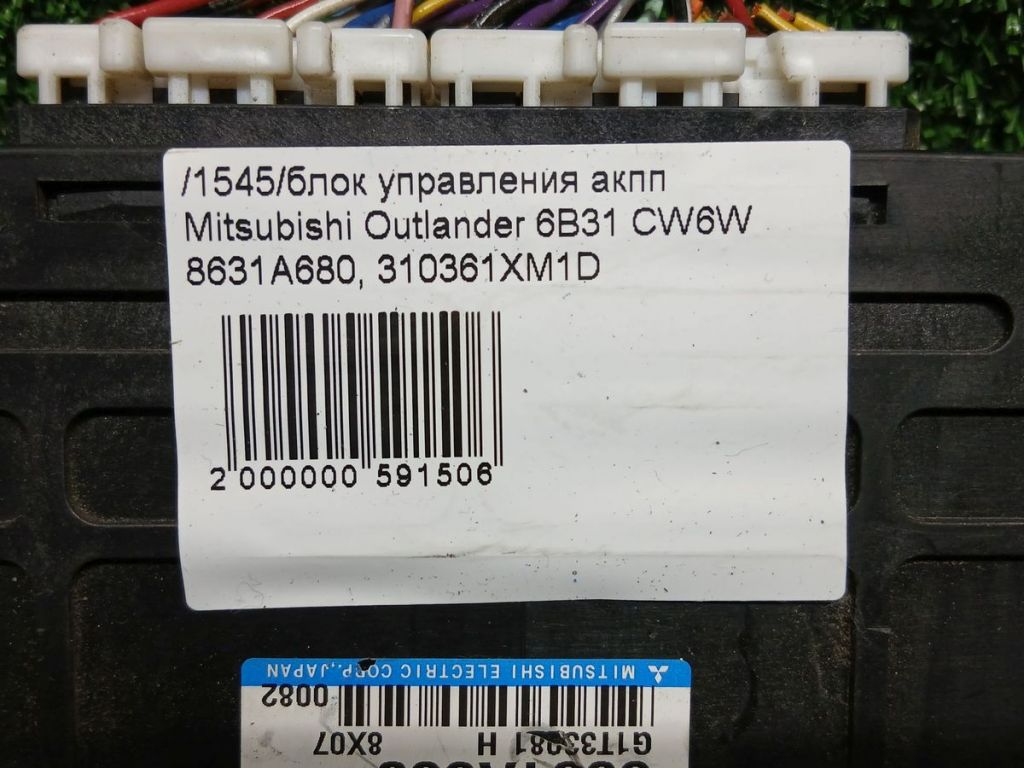 /1545/блок управления акпп
Mitsubishi Outlander 6B31 CW6W
8631A680, 310361XM1D
2 000000 591506
MITSUBISHI ELECTRIC CORP., JAPAN
0082
H 8X07